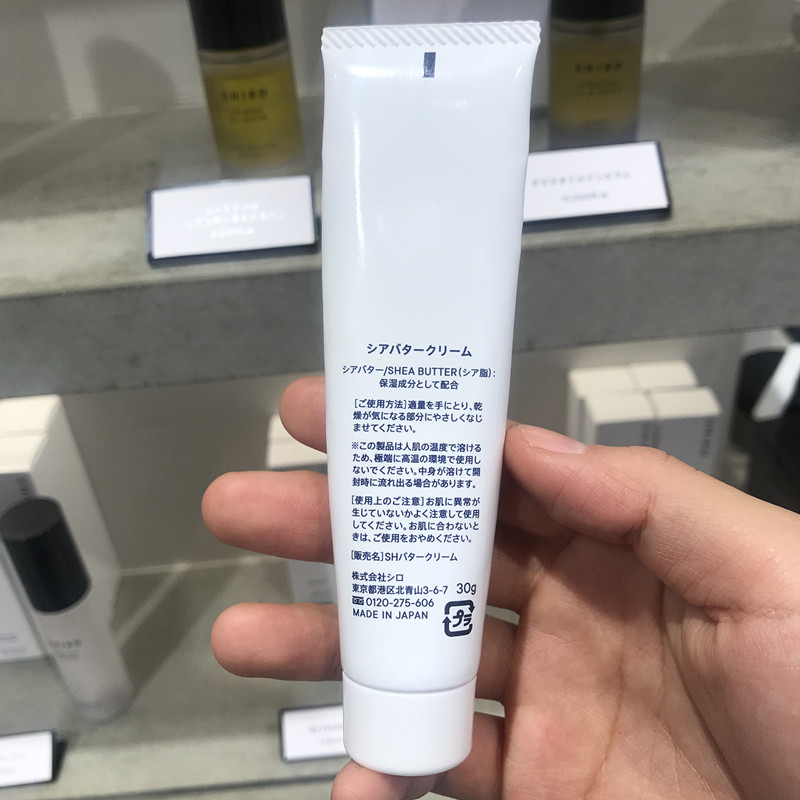 SHIRO
SHIRO
シアバタークリーム
シアバター/SHEA BUTTER(シア脂):
保湿成分として配合
[ご使用方法]適量を手にとり、乾
燥が気になる部分にやさしくなじ
ませてください。
※この製品は人肌の温度で溶ける
ため、極端に高温の環境で使用し
ないでください。中身が溶けて開
封時に流れ出る場合があります。
[使用上のご注意]お肌に異常が
生じていないかよく注意して使用
してください。お肌に合わないと
きは、ご使用をおやめください。
[販売名]SHバタークリーム
株式会社シロ
東京都港区北青山3-6-7 30g
0120-275-606
MADE IN JAPAN
プラ